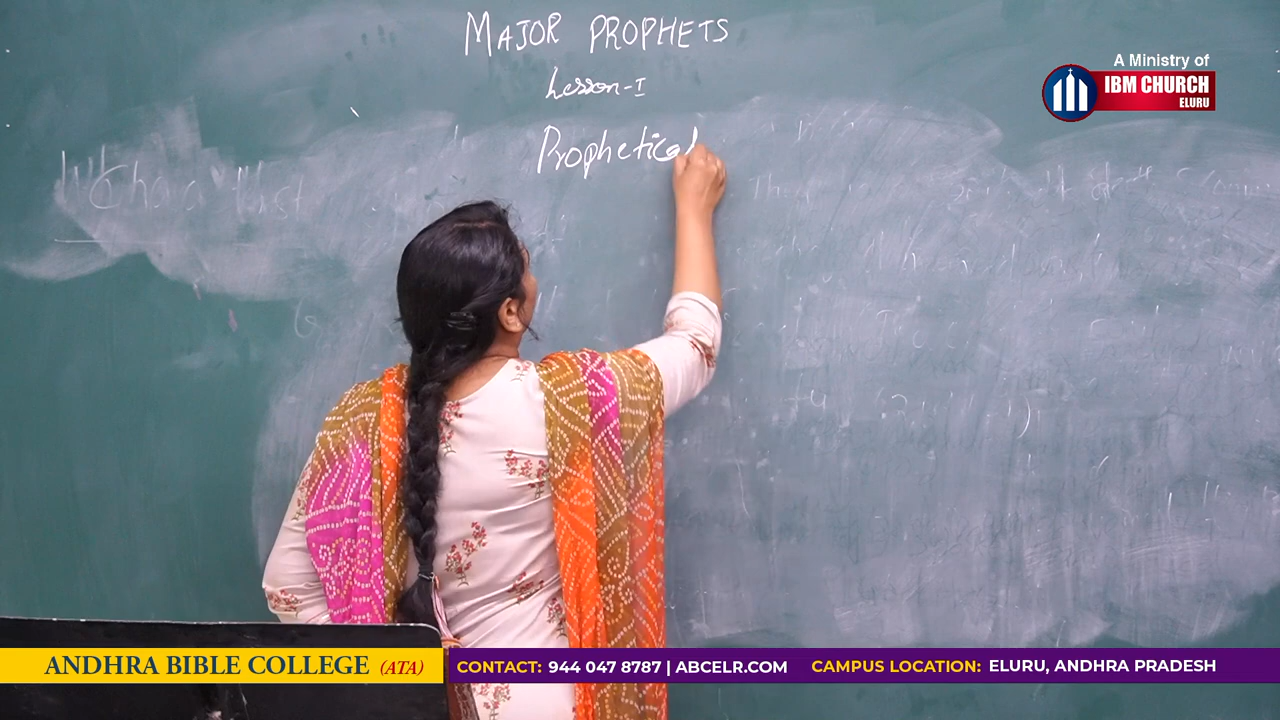 MAJOR PROPHETS
Lesson-I
Prophetical
A Ministry of
IBM CHURCH
ELURU
ANDHRA BIBLE COLLEGE (ATA)
CONTACT: 944 047 8787 | ABCELR.COM CAMPUS LOCATION: ELURU, ANDHRA PRADESH